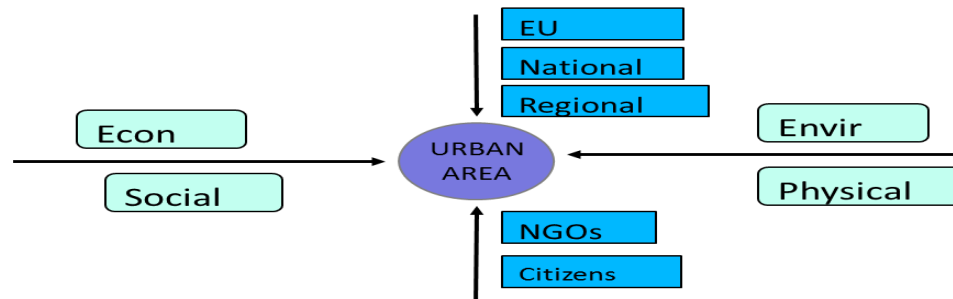 EU
National
Regional
Econ
Envir
URBAN
AREA
Social
Physical
NGOs
Citizens